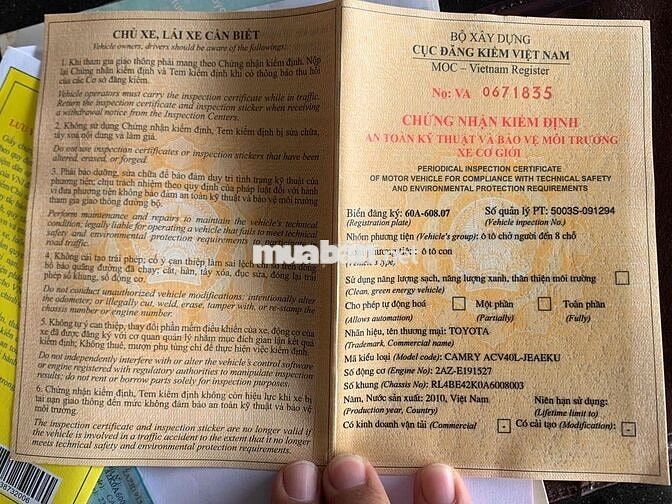 CHỦ XE, LÁI XE CẦN BIẾT
Vehicle owners, drivers should be aware of the followings:
1. Khi tham gia giao thông phải mang theo Chứng nhận kiểm định. Nộp
lại Chứng nhận kiểm định và Tem kiểm định khi có thông báo thu hồi
của các Cơ sở đăng kiểm.
Vehicle operators must carry the inspection certificate while in traffic.
Return the inspection certificate and inspection sticker when receiving
a withdrawal notice from the Inspection Centers.
2. Không sử dụng Chứng nhận kiểm định, Tem kiểm định bị sửa chữa,
tẩy xoá nội dung và làm giả.
Do not use inspection certificates or inspection stickers that have been
altered, erased, or forged.
3. Phải bảo dưỡng, sửa chữa để bảo đảm duy trì tình trạng kỹ thuật của
phương tiện; chịu trách nhiệm theo quy định của pháp luật đối với hành
vi đưa phương tiện không bảo đảm an toàn kỹ thuật và bảo vệ môi trường
tham gia giao thông đường bộ.
Perform maintenance and repairs to maintain the vehicle's technical
condition; legally liable for operating a vehicle that fails to meet technical
safety and environmental protection requirements
road traffic.
4. Không cải tạo trái phép; cố ý can thiệp làm sai lệch chỉ số trên đồng
hồ báo quãng đường đã chạy; cắt, hàn, tẩy xóa, đục sửa, đóng lại trái
phép số khung, số động cơ.
Do not conduct unauthorized vehicle modifications; intentionally alter
the odometer; or illegally cut, weld, erase, tamper with, or re-stamp the
chassis number or engine number.
5. Không tự ý can thiệp, thay đổi phần mềm điều khiển của xe, động cơ của
xe đã được đăng ký với cơ quan quản lý nhằm mục đích gian lận kết quả
kiểm định; Không thuê, mượn phụ tùng chỉ để thực hiện việc kiểm định.
Do not independently interfere with or alter the vehicle's control software
or engine registered with regulatory authorities to manipulate inspection
results; do not rent or borrow parts solely for inspection purposes.
6. Chứng nhận kiểm định, Tem kiểm định không còn hiệu lực khi xe bị
tai nạn giao thông đến mức không đảm bảo an toàn kỹ thuật và bảo vệ
môi trường.
The inspection certificate and inspection sticker are no longer valid if
the vehicle is involved in a traffic accident to the extent that it no longer
meets technical safety and environmental protection requirements.
BỘ XÂY DỰNG
CỤC ĐĂNG KIỂM VIỆT NAM
MOC – Vietnam Register
No: VA 0671835
CHỨNG NHẬN KIỂM ĐỊNH
AN TOÀN KỸ THUẬT VÀ BẢO VỆ MÔI TRƯỜNG
XE CƠ GIỚI
PERIODICAL INSPECTION CERTIFICATE
OF MOTOR VEHICLE FOR COMPLIANCE WITH TECHNICAL SAFETY
AND ENVIRONMENTAL PROTECTION REQUIREMENTS
Biển đăng ký: 60A-608.07 Số quản lý PT: 5003S-091294
(Registration plate) (Vehicle inpection No.)
Nhóm phương tiện (Vehicle's group): ô tô chở người đến 8 chỗ
phương tiện: ô tô con
Sử dụng năng lượng sạch, năng lượng xanh, thân thiện môi trường
(Clean, green energy vehicle)
Cho phép tự động hoá Một phần Toàn phần
(Allows automation) (Partially) (Fully)
Nhãn hiệu, tên thương mại: TOYOTA
(Trademark, Commercial name)
Mã kiểu loại (Model code): CAMRY ACV40L-JEAEKU
Số động cơ (Engine No): 2AZ-E191527
Số khung (Chassis No): RL4BE42K0A6008003
Năm, Nước sản xuất: 2010, Việt Nam Niên hạn sử dụng:
(Production year, Country) (Lifetime limit to)
Có kinh doanh vận tải (Commercial - Có cải tạo (Modification) -
muaban